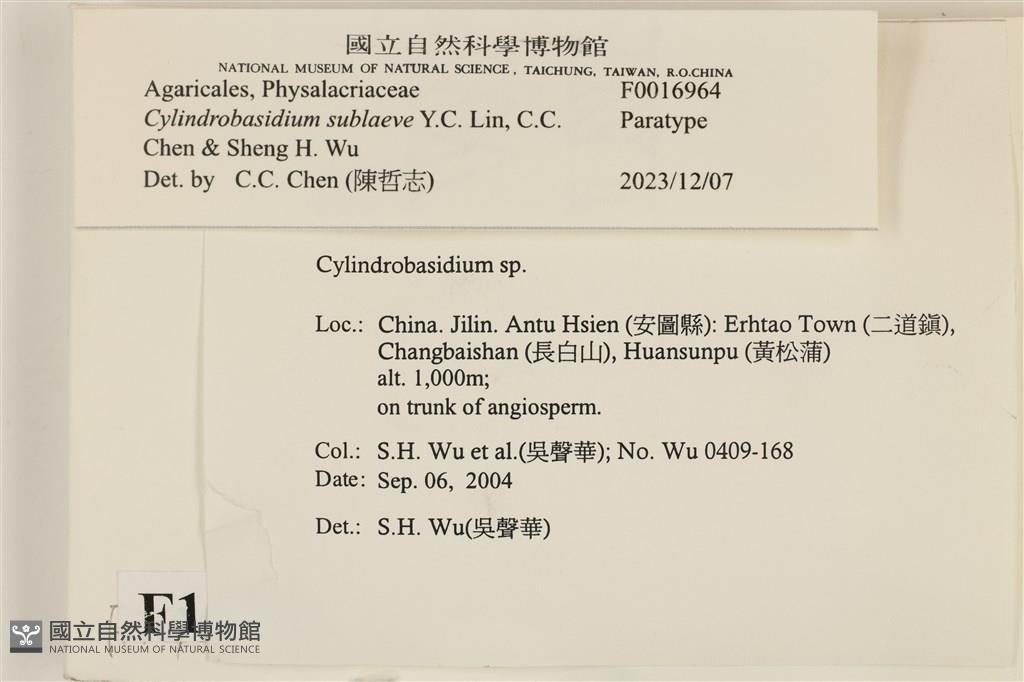 國立自然科學博物館
NATIONAL MUSEUM OF NATURAL SCIENCE, TAICHUNG, TAIWAN, R.O.CHINA
Agaricales, Physalacriaceae F0016964
Cylindrobasidium sublaeve Y.C. Lin, C.C. Paratype
Chen & Sheng H. Wu
Det. by C.C. Chen (陳哲志) 2023/12/07
Cylindrobasidium sp.
Loc.: China. Jilin. Antu Hsien (安圖縣): Erhtao Town (二道鎮),
Changbaishan (長白山), Huansunpu (黃松蒲)
alt. 1,000m;
on trunk of angiosperm.
Col.: S.H. Wu et al.(吳聲華); No. Wu 0409-168
Date: Sep. 06, 2004
Det.: S.H. Wu(吳聲華)
F1
國立自然科學博物館
NATIONAL MUSEUM OF NATURAL SCIENCE